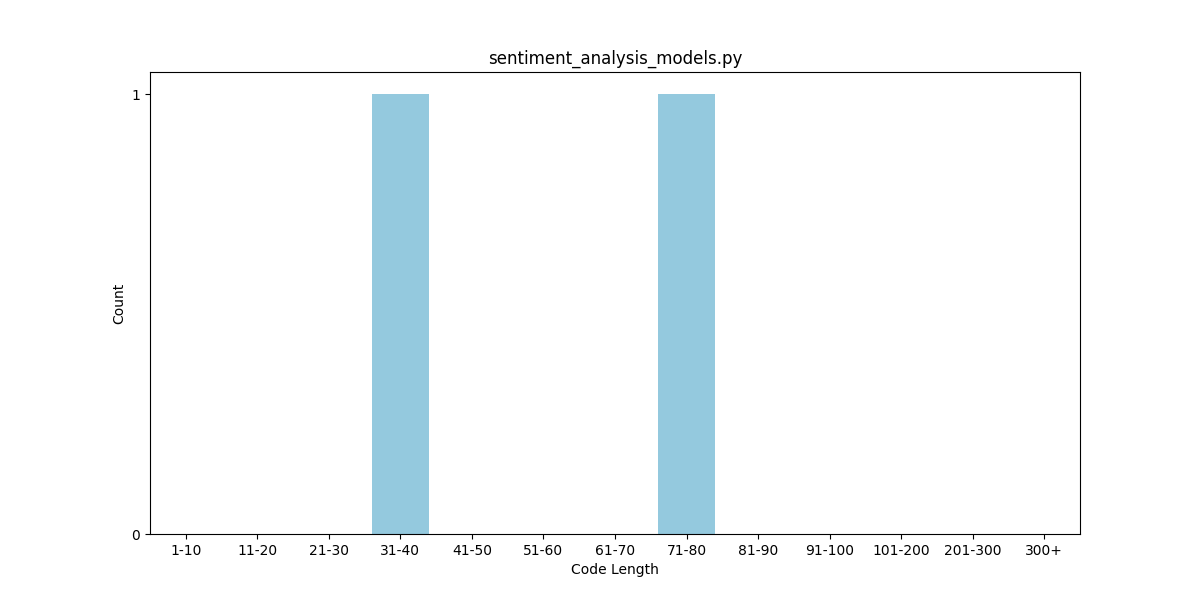 sentiment_analysis_models.py
1
Count
0
1-10 11-20 21-30 31-40 41-50 51-60 61-70 71-80 81-90 91-100 101-200 201-300 300+
Code Length